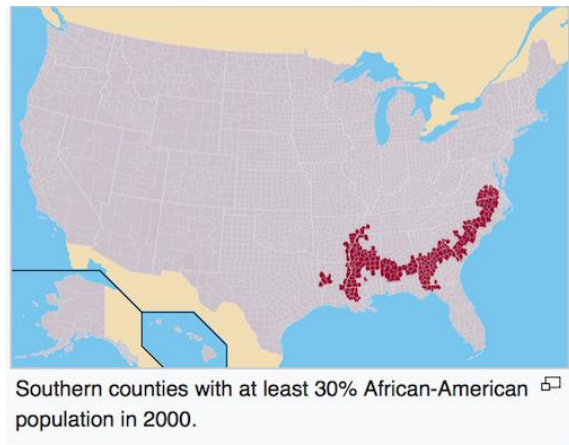 Southern counties with at least 30% African-American
population in 2000.